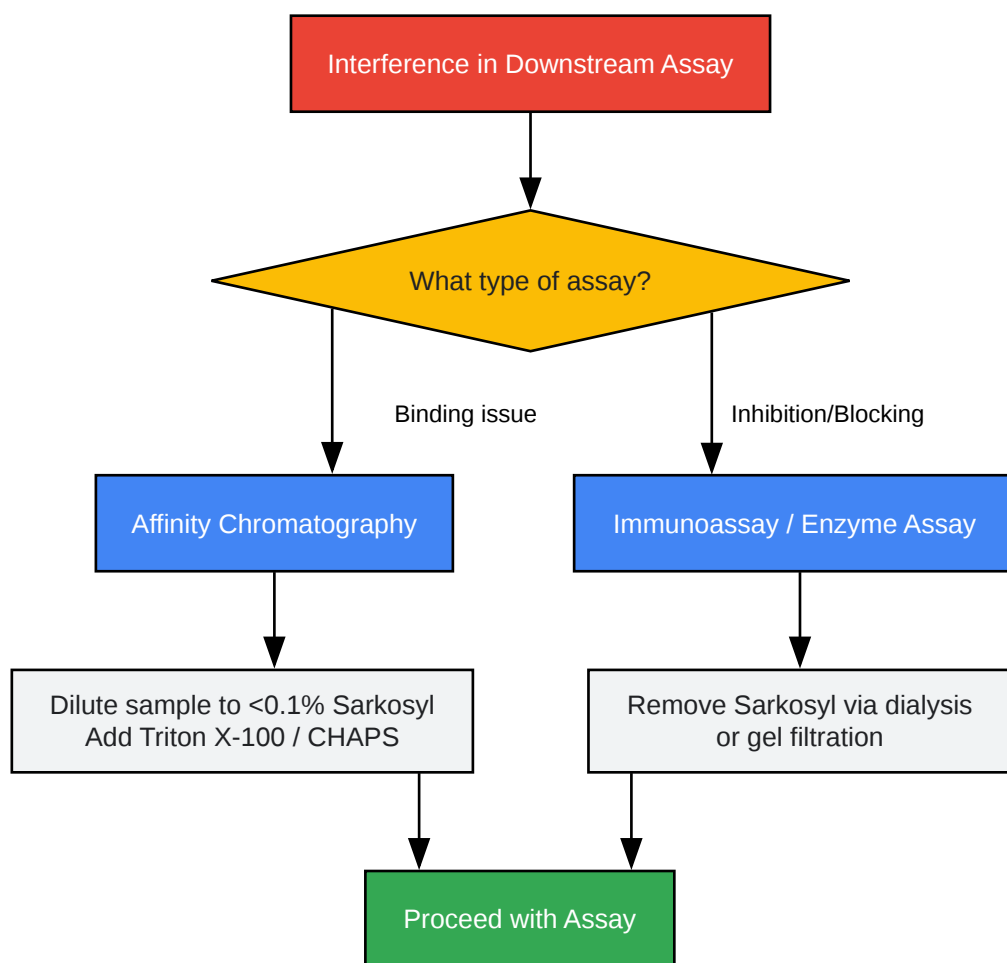 Interference in Downstream Assay
What type of assay?
Binding issue
Inhibition/Blocking
Affinity Chromatography
Immunoassay / Enzyme Assay
Dilute sample to <0.1% Sarkosyl
Add Triton X-100 / CHAPS
Remove Sarkosyl via dialysis
or gel filtration
Proceed with Assay